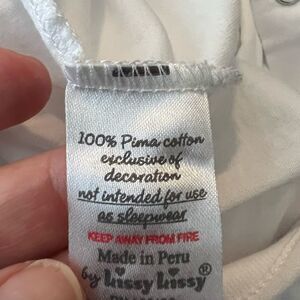 100% Pima cotton
exclusive of
decoration
not intended for use
as sleepwear
KEEP AWAY FROM FIRE
Made in Peru
by kissy kissy®